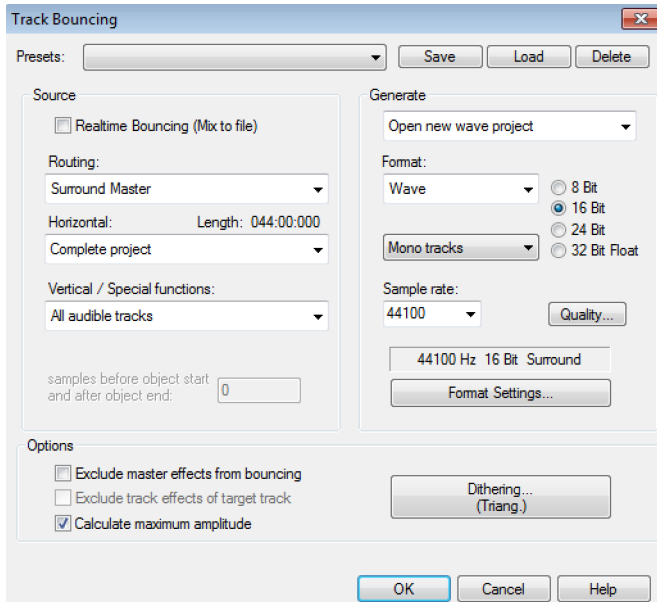 Track Bouncing
Presets:
Save
Load
Delete
Source
Realtime Bouncing (Mix to file)
Routing:
Surround Master
Horizontal: Length: 044:00:000
Complete project
Vertical / Special functions:
All audible tracks
samples before object start
and after object end:
0
Generate
Open new wave project
Format:
Wave
8 Bit
16 Bit
24 Bit
32 Bit Float
Mono tracks
Sample rate:
44100
Quality...
44100 Hz 16 Bit Surround
Format Settings...
Options
Exclude master effects from bouncing
Exclude track effects of target track
Calculate maximum amplitude
Dithering...
(Triang.)
OK
Cancel
Help